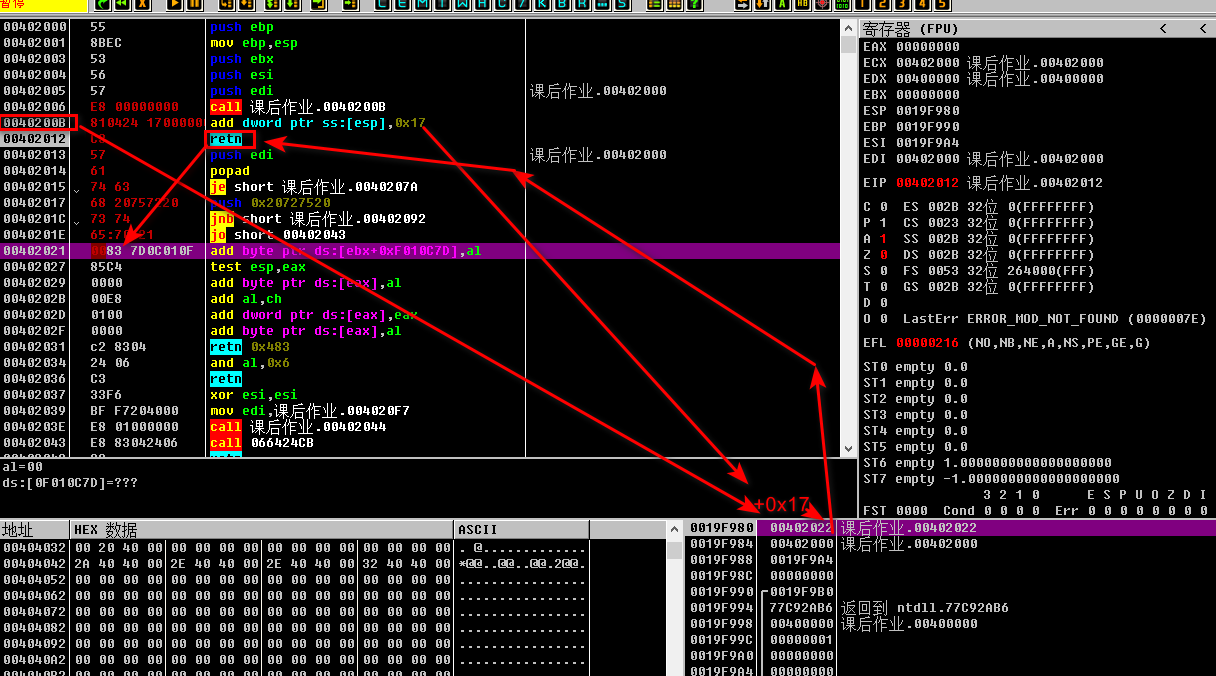 暂停
C E M T W H C / K B R ... S
1 2 3 4 5
00402000 55 push ebp
00402001 8BEC mov ebp,esp
00402003 53 push ebx
00402004 56 push esi
00402005 57 push edi 课后作业.00402000
00402006 E8 00000000 call 课后作业.0040200B
0040200B 810424 1700000 add dword ptr ss:[esp],0x17
00402012 C3 retn
00402013 57 push edi 课后作业.00402000
00402014 61 popad
00402015 74 63 je short 课后作业.0040207A
00402017 68 20757220 push 0x20727520
0040201C 73 74 jnb short 课后作业.00402092
0040201E 65:70 21 jo short 00402043
00402021 0083 7D0C010F add byte ptr ds:[ebx+0xF010C7D],al
00402027 85C4 test esp,eax
00402029 0000 add byte ptr ds:[eax],al
0040202B 00E8 add al,ch
0040202D 0100 add dword ptr ds:[eax],eax
0040202F 0000 add byte ptr ds:[eax],al
00402031 c2 8304 retn 0x483
00402034 24 06 and al,0x6
00402036 C3 retn
00402037 33F6 xor esi,esi
00402039 BF F7204000 mov edi,课后作业.004020F7
0040203E E8 01000000 call 课后作业.00402044
00402043 E8 83042406 call 066424CB
al=00
ds:[0F010C7D]=???
寄存器 (FPU) < <
EAX 00000000
ECX 00402000 课后作业.00402000
EDX 00400000 课后作业.00400000
EBX 00000000
ESP 0019F980
EBP 0019F990
ESI 0019F9A4
EDI 00402000 课后作业.00402000
EIP 00402012 课后作业.00402012
C 0 ES 002B 32位 0(FFFFFFFF)
P 1 CS 0023 32位 0(FFFFFFFF)
A 1 SS 002B 32位 0(FFFFFFFF)
Z 0 DS 002B 32位 0(FFFFFFFF)
S 0 FS 0053 32位 264000(FFF)
T 0 GS 002B 32位 0(FFFFFFFF)
D 0
O 0 LastErr ERROR_MOD_NOT_FOUND (0000007E)
EFL 00000216 (NO,NB,NE,A,NS,PE,GE,G)
ST0 empty 0.0
ST1 empty 0.0
ST2 empty 0.0
ST3 empty 0.0
ST4 empty 0.0
ST5 empty 0.0
ST6 empty 1.0000000000000000000
ST7 empty -1.0000000000000000000
3 2 1 0 E S P U O Z D I
FST 0000 Cond 0 0 0 0 Err 0 0 0 0 0 0 0 0
+0x17
地址 HEX 数据 ASCII
00404032 00 20 40 00 00 00 00 00 00 00 00 00 00 00 00 00 . @.............
00404042 2A 40 40 00 2E 40 40 00 2E 40 40 00 32 40 40 00 *@@..@@..@@.2@@.
00404052 00 00 00 00 00 00 00 00 00 00 00 00 00 00 00 00 ................
00404062 00 00 00 00 00 00 00 00 00 00 00 00 00 00 00 00 ................
00404072 00 00 00 00 00 00 00 00 00 00 00 00 00 00 00 00 ................
00404082 00 00 00 00 00 00 00 00 00 00 00 00 00 00 00 00 ................
00404092 00 00 00 00 00 00 00 00 00 00 00 00 00 00 00 00 ................
004040A2 00 00 00 00 00 00 00 00 00 00 00 00 00 00 00 00 ................
0019F980 00402022 课后作业.00402022
0019F984 00402000 课后作业.00402000
0019F988 0019F9A4
0019F98C 00000000
0019F990 0019F9B0
0019F994 77C92AB6 返回到 ntdll.77C92AB6
0019F998 00400000 课后作业.00400000
0019F99C 00000001
0019F9A0 00000000
0019F9A4 00000000